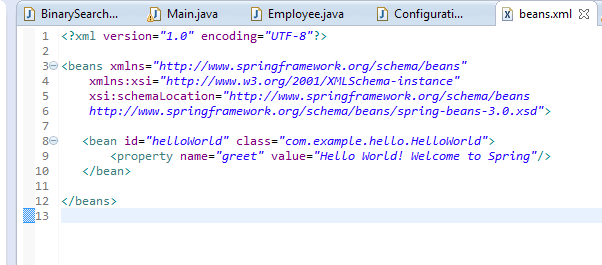 BinarySearch... Main.java Employee.java Configurati... beans.xml
1 <?xml version="1.0" encoding="UTF-8"?>
2
3 <beans xmlns="http://www.springframework.org/schema/beans"
4 xmlns:xsi="http://www.w3.org/2001/XMLSchema-instance"
5 xsi:schemaLocation="http://www.springframework.org/schema/beans
6 http://www.springframework.org/schema/beans/spring-beans-3.0.xsd">
7
8 <bean id="helloWorld" class="com.example.hello.HelloWorld">
9 <property name="greet" value="Hello World! Welcome to Spring"/>
10 </bean>
11
12 </beans>
13